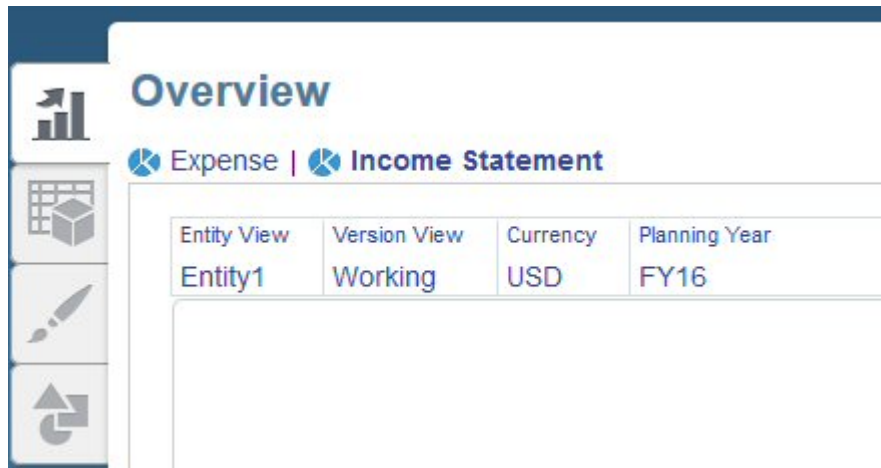 Overview
Expense | Income Statement
Entity View Version View Currency Planning Year
Entity1 Working USD FY16